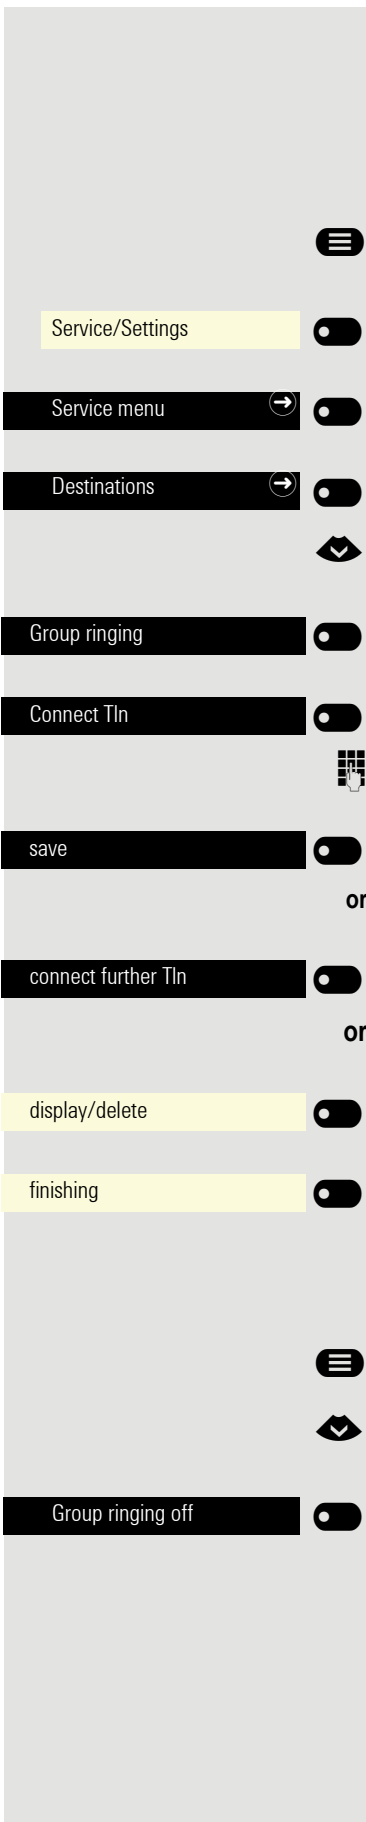 Service/Settings
Service menu
Destinations
Group ringing
Connect Tln
save
or
connect further Tln
or
display/delete
finishing
Group ringing off